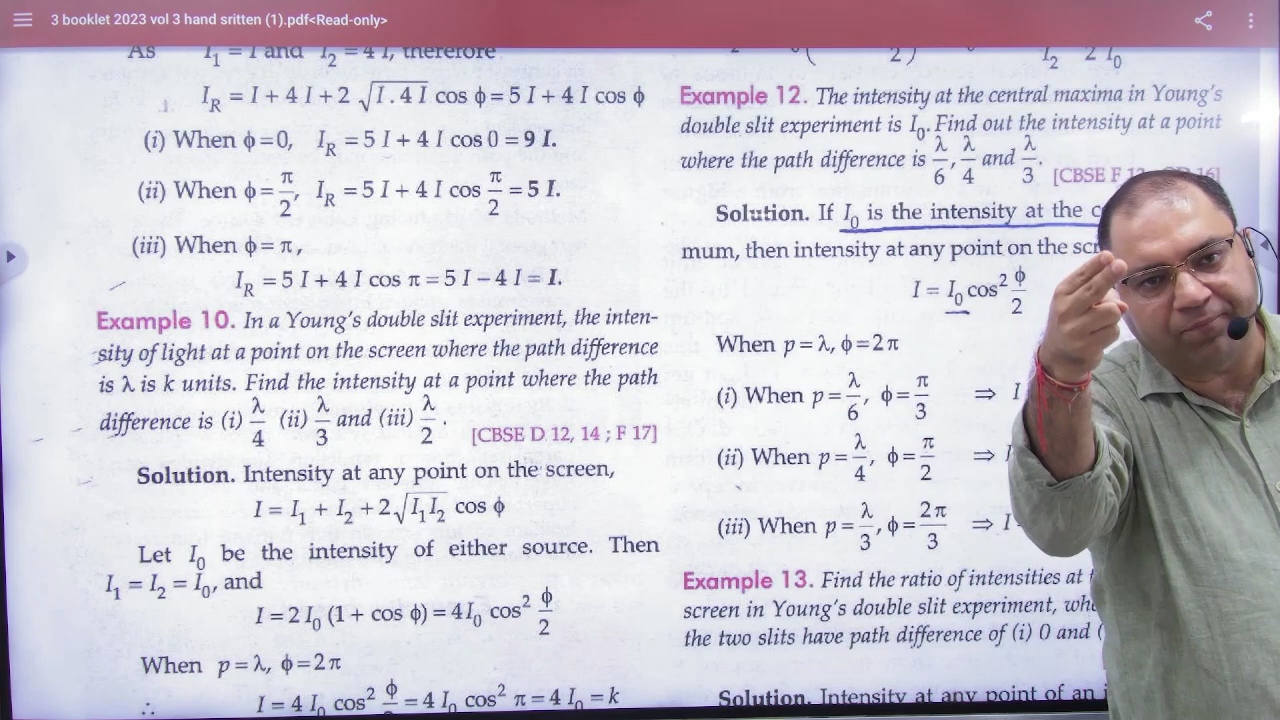 3 booklet 2023 vol 3 hand sritten (1).pdf<Read-only>
As I₁ = I and I₂ = 4 I, therefore
I_R = I + 4 I + 2 √(I . 4 I) cos ϕ = 5 I + 4 I cos ϕ
(i) When ϕ = 0, I_R = 5 I + 4 I cos 0 = 9 I.
(ii) When ϕ = π/2, I_R = 5 I + 4 I cos π/2 = 5 I.
(iii) When ϕ = π,
I_R = 5 I + 4 I cos π = 5 I − 4 I = I.
Example 10. In a Young's double slit experiment, the inten-
sity of light at a point on the screen where the path difference
is λ is k units. Find the intensity at a point where the path
difference is (i) λ/4 (ii) λ/3 and (iii) λ/2 .
[CBSE D 12, 14 ; F 17]
Solution. Intensity at any point on the screen,
I = I₁ + I₂ + 2 √(I₁ I₂) cos ϕ
Let I₀ be the intensity of either source. Then
I₁ = I₂ = I₀, and
I = 2 I₀ (1 + cos ϕ) = 4 I₀ cos² ϕ/2
When p = λ, ϕ = 2 π
∴ I = 4 I₀ cos² ϕ = 4 I₀ cos² π = 4 I₀ = k
I₂ 2 I₀
Example 12. The intensity at the central maxima in Young's
double slit experiment is I₀. Find out the intensity at a point
where the path difference is λ/6, λ/4 and λ/3.
[CBSE F 16]
Solution. If I₀ is the intensity at the
mum, then intensity at any point on the
I = I₀ cos² ϕ/2
When p = λ, ϕ = 2 π
(i) When p = λ/6, ϕ = π/3 ⇒ I
(ii) When p = λ/4, ϕ = π/2 ⇒
(iii) When p = λ/3, ϕ = 2 π/3 ⇒ I
Example 13. Find the ratio of intensities at
screen in Young's double slit experiment,
the two slits have path difference of (i) 0 and (
Solution. Intensity at any point of an